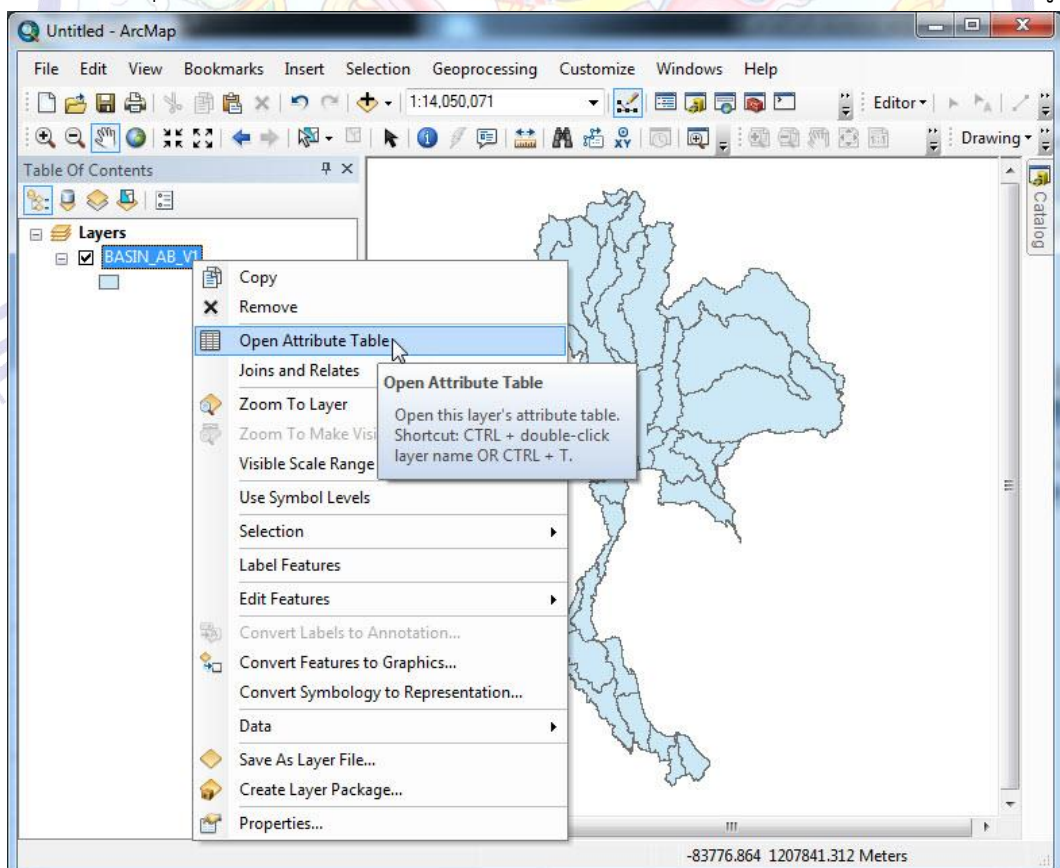 Untitled - ArcMap
File Edit View Bookmarks Insert Selection Geoprocessing Customize Windows Help
1:14,050,071
Editor
Drawing
Table Of Contents
Catalog
Layers
BASIN_AB_V1
Copy
Remove
Open Attribute Table
Joins and Relates
Open Attribute Table
Open this layer's attribute table.
Shortcut: CTRL + double-click
layer name OR CTRL + T.
Zoom To Layer
Zoom To Make Visi
Visible Scale Range
Use Symbol Levels
Selection
Label Features
Edit Features
Convert Labels to Annotation...
Convert Features to Graphics...
Convert Symbology to Representation...
Data
Save As Layer File...
Create Layer Package...
Properties...
-83776.864 1207841.312 Meters